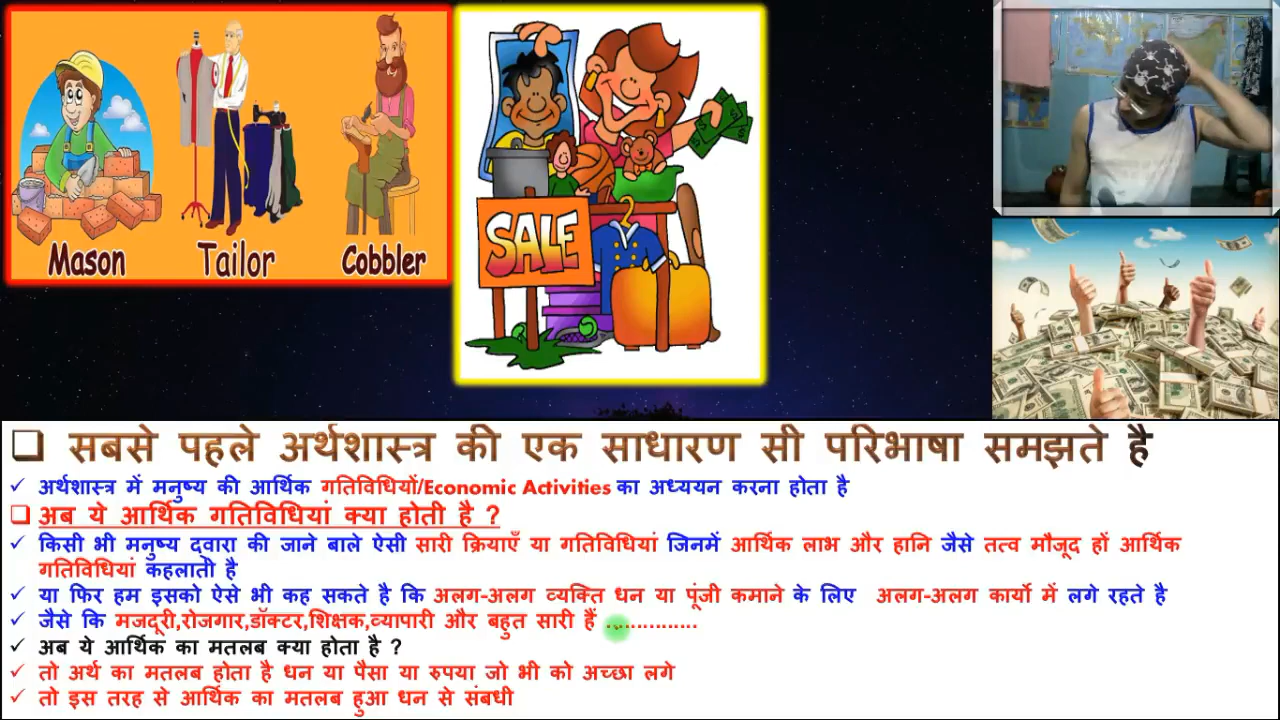 Mason
Tailor
Cobbler
SALE
सबसे पहले अर्थशास्त्र की एक साधारण सी परिभाषा समझते है
अर्थशास्त्र में मनुष्य की आर्थिक गतिविधियों/Economic Activities का अध्ययन करना होता है
अब ये आर्थिक गतिविधियां क्या होती है ?
किसी भी मनुष्य द्वारा की जाने बाले ऐसी सारी क्रियाएँ या गतिविधियां जिनमें आर्थिक लाभ और हानि जैसे तत्व मौजूद हों आर्थिक
गतिविधियां कहलाती है
या फिर हम इसको ऐसे भी कह सकते है कि अलग-अलग व्यक्ति धन या पूंजी कमाने के लिए अलग-अलग कार्यो में लगे रहते है
जैसे कि मजदूरी,रोजगार,डॉक्टर,शिक्षक,व्यापारी और बहुत सारी हैं ..............
अब ये आर्थिक का मतलब क्या होता है ?
तो अर्थ का मतलब होता है धन या पैसा या रुपया जो भी को अच्छा लगे
तो इस तरह से आर्थिक का मतलब हुआ धन से संबधी